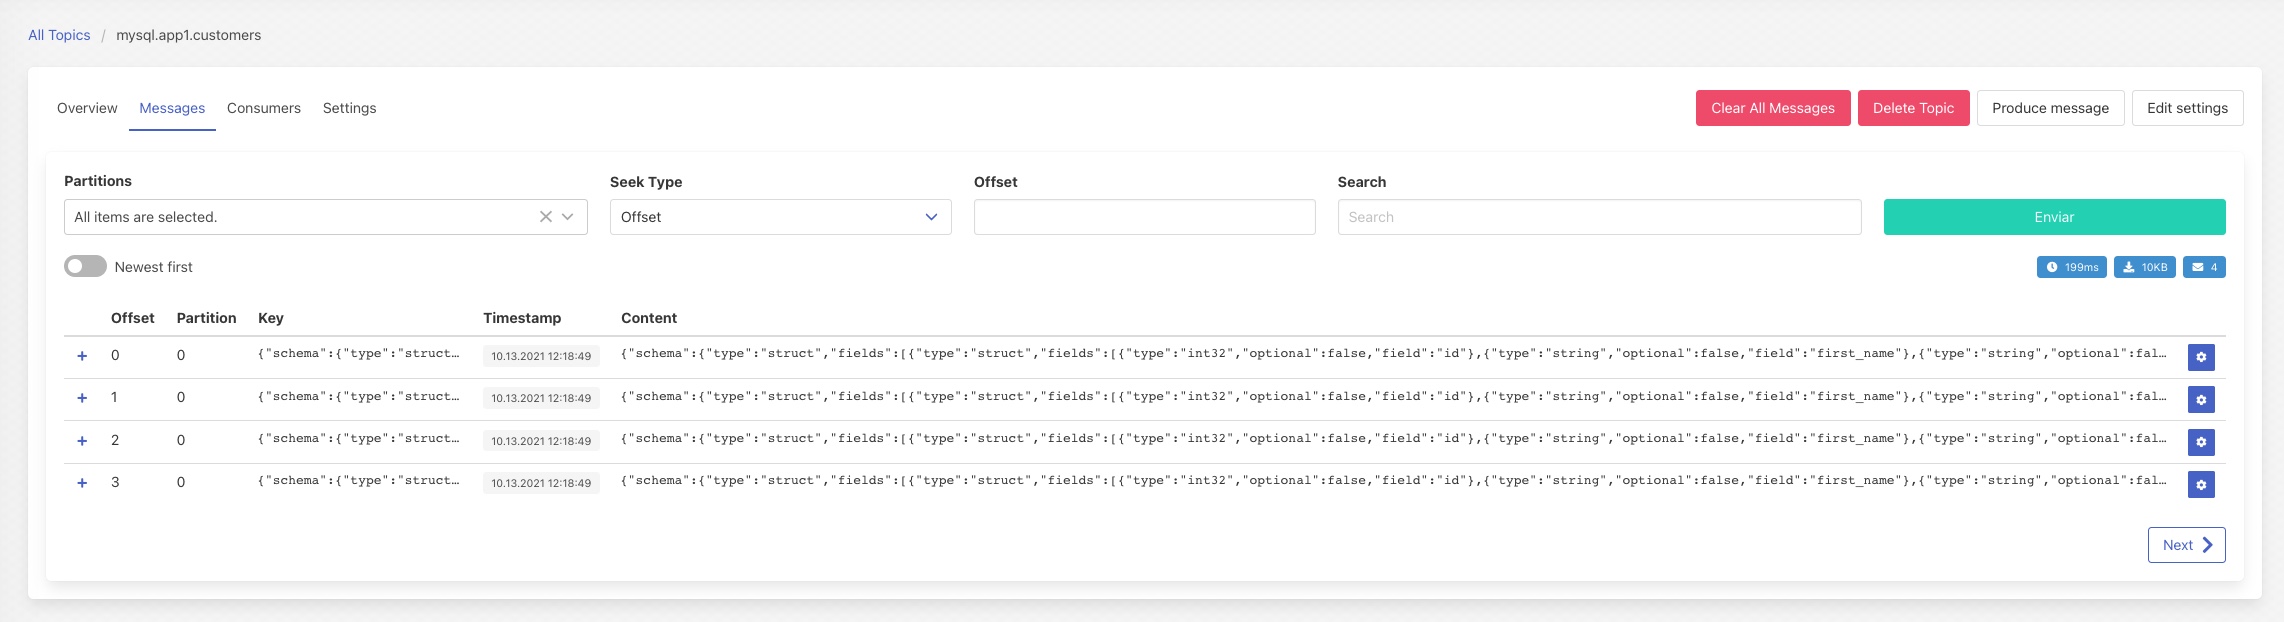 All Topics / mysql.app1.customers
Overview Messages Consumers Settings Clear All Messages Delete Topic Produce message Edit settings
Partitions Seek Type Offset Search
All items are selected. Offset Search Enviar
Newest first 199ms 10KB 4
Offset Partition Key Timestamp Content
+ 0 0 {"schema":{"type":"struct… 10.13.2021 12:18:49 {"schema":{"type":"struct","fields":[{"type":"struct","fields":[{"type":"int32","optional":false,"field":"id"},{"type":"string","optional":false,"field":"first_name"},{"type":"string","optional":fal…
+ 1 0 {"schema":{"type":"struct… 10.13.2021 12:18:49 {"schema":{"type":"struct","fields":[{"type":"struct","fields":[{"type":"int32","optional":false,"field":"id"},{"type":"string","optional":false,"field":"first_name"},{"type":"string","optional":fal…
+ 2 0 {"schema":{"type":"struct… 10.13.2021 12:18:49 {"schema":{"type":"struct","fields":[{"type":"struct","fields":[{"type":"int32","optional":false,"field":"id"},{"type":"string","optional":false,"field":"first_name"},{"type":"string","optional":fal…
+ 3 0 {"schema":{"type":"struct… 10.13.2021 12:18:49 {"schema":{"type":"struct","fields":[{"type":"struct","fields":[{"type":"int32","optional":false,"field":"id"},{"type":"string","optional":false,"field":"first_name"},{"type":"string","optional":fal…
Next